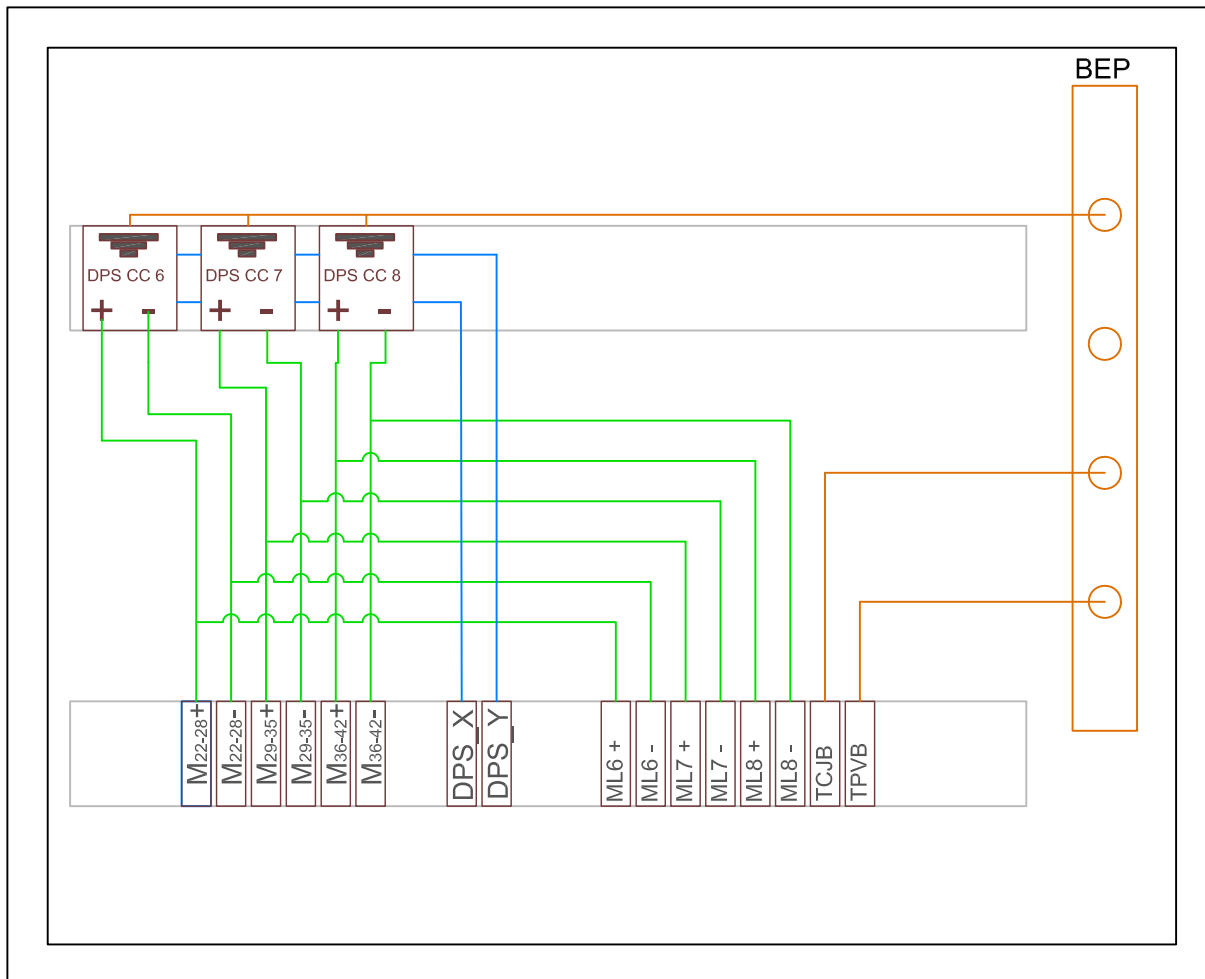 BEP
DPS CC 6
DPS CC 7
DPS CC 8
+ -
+ -
+ -
M22-28+
M22-28-
M29-35+
M29-35-
M36-42+
M36-42-
DPS_X
DPS_Y
ML6 +
ML6 -
ML7 +
ML7 -
ML8 +
ML8 -
TCJB
TPVB